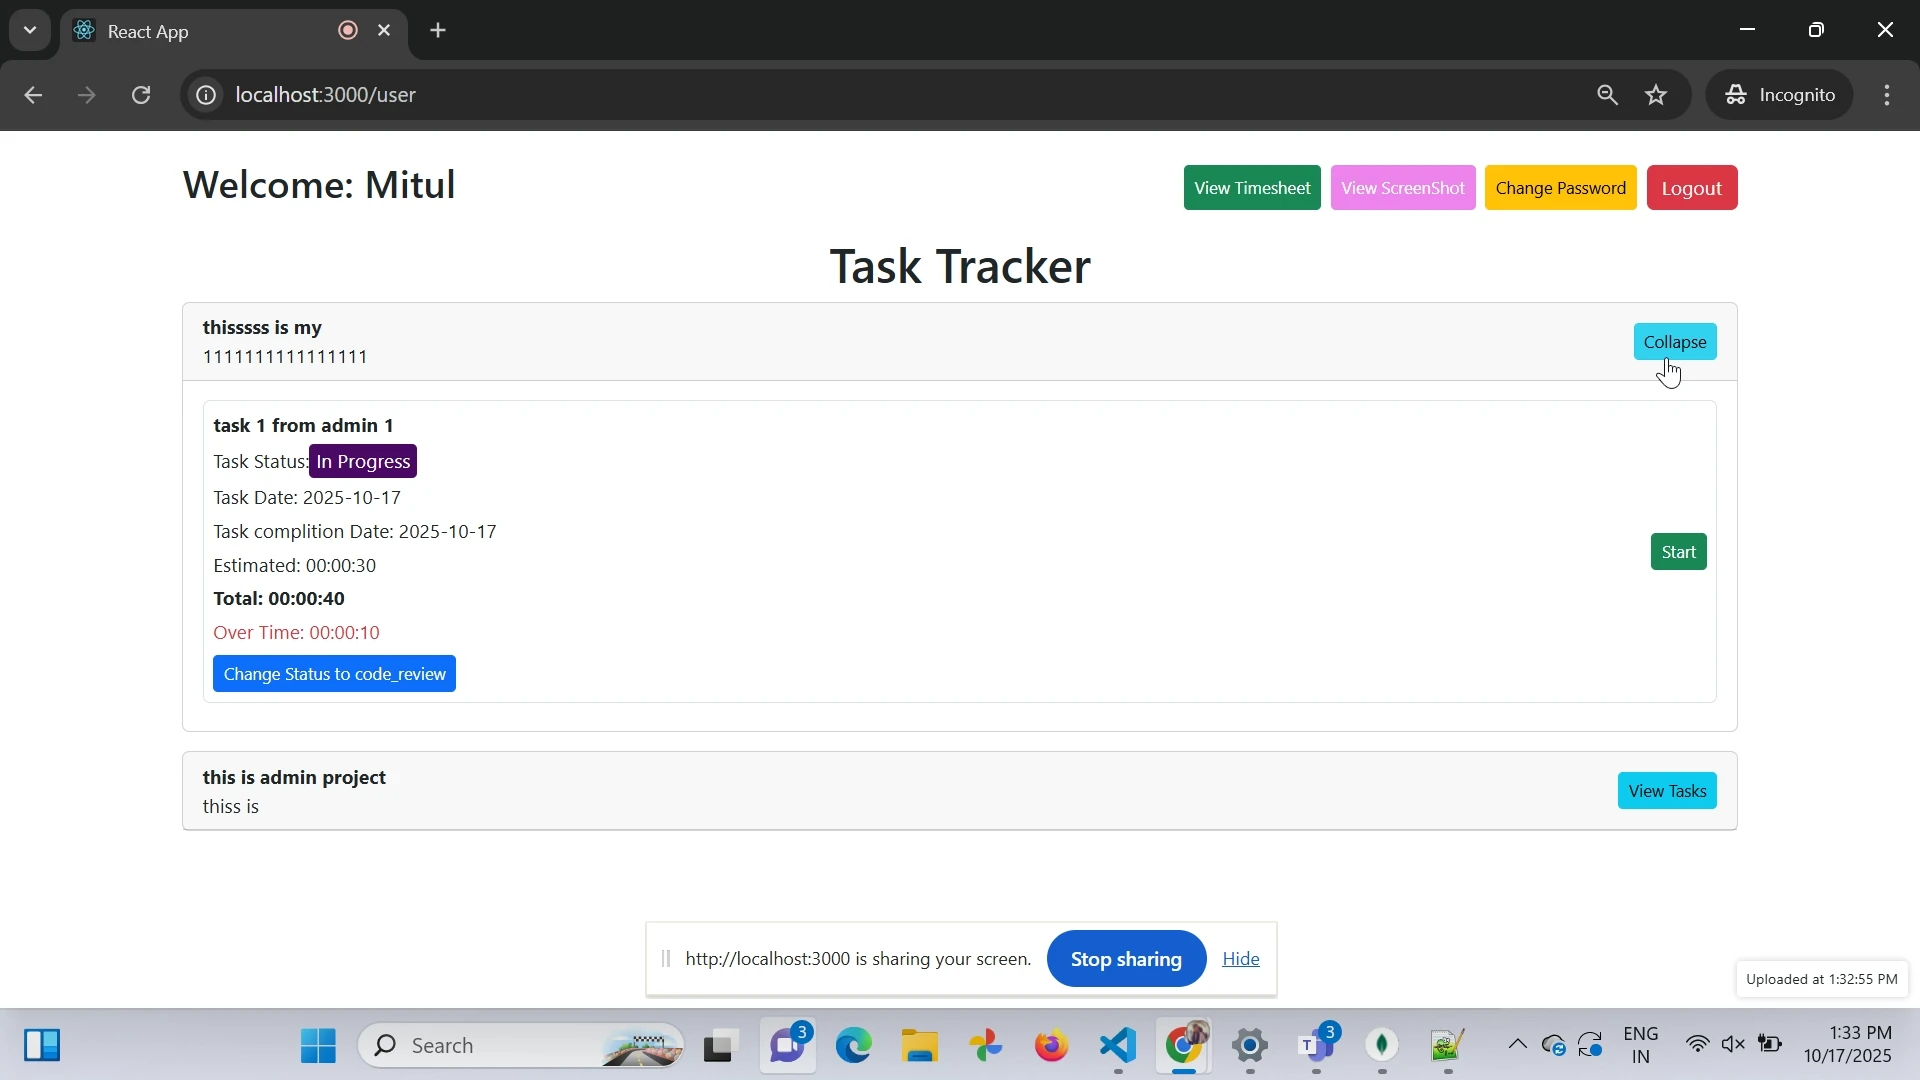 React App
localhost:3000/user
Incognito
Welcome: Mitul
View Timesheet
View ScreenShot
Change Password
Logout
Task Tracker
thisssss is my
1111111111111111
Collapse
task 1 from admin 1
Task Status: In Progress
Task Date: 2025-10-17
Task complition Date: 2025-10-17
Estimated: 00:00:30
Total: 00:00:40
Over Time: 00:00:10
Start
Change Status to code_review
this is admin project
thiss is
View Tasks
http://localhost:3000 is sharing your screen.
Stop sharing
Hide
Uploaded at 1:32:55 PM
Search
3
T
3
ENG
IN
1:33 PM
10/17/2025